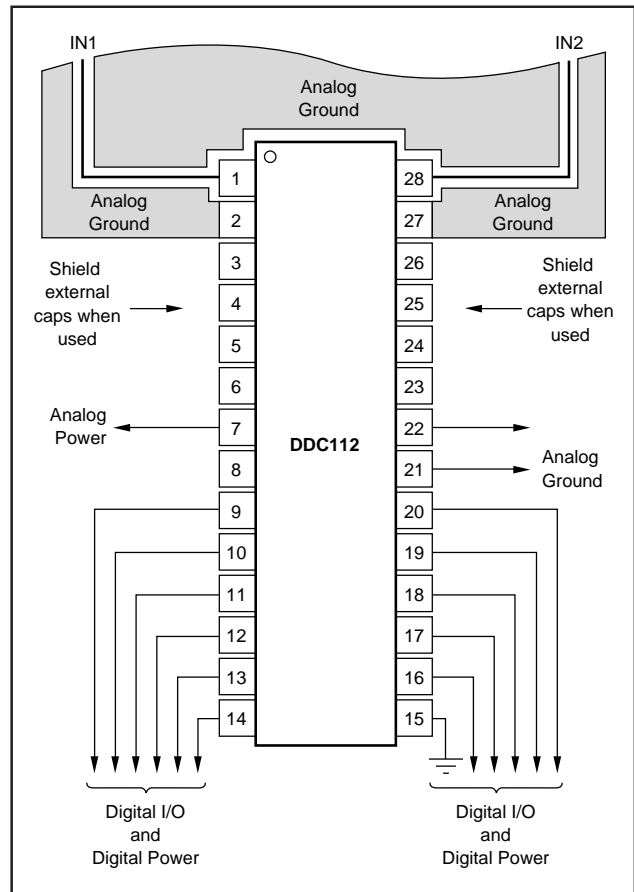 IN1
IN2
Analog
Ground
1
28
Analog
Ground
2
27
Analog
Ground
3
26
Shield
external
caps when
used
4
25
Shield
external
caps when
used
5
24
6
23
Analog
Power
7
22
DDC112
8
21
Analog
Ground
9
20
10
19
11
18
12
17
13
16
14
15
Digital I/O
and
Digital Power
Digital I/O
and
Digital Power